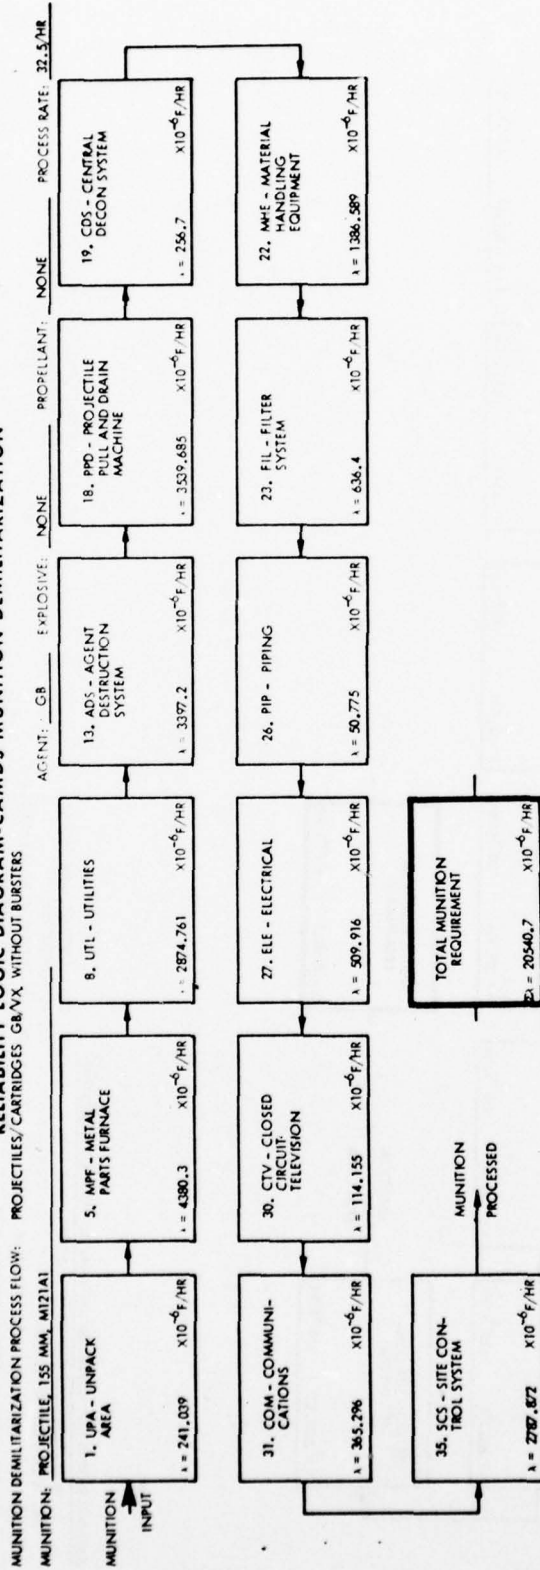 RELIABILITY LOGIC DIAGRAM-CAMDS MUNITION DEMILITARIZATION
MUNITION DEMILITARIZATION PROCESS FLOW: PROJECTILES/CARTRIDGES GB/VX, WITHOUT BURSTERS
MUNITION: PROJECTILE, 155 MM, M121A1 AGENT: GB EXPLOSIVE: NONE PROPELLANT: NONE PROCESS RATE: 32.5/HR
MUNITION
INPUT
1. UPA - UNPACK
AREA
λ = 241.039 X10⁻⁶F/HR
5. MPF - METAL
PARTS FURNACE
λ = 4380.3 X10⁻⁶F/HR
8. UTL - UTILITIES
= 2874.761 X10⁻⁶F/HR
13. ADS - AGENT
DESTRUCTION
SYSTEM
λ = 3397.2 X10⁻⁶F/HR
18. PPD - PROJECTILE
PULL AND DRAIN
MACHINE
= 3539.685 X10⁻⁶F/HR
19. CDS - CENTRAL
DECON SYSTEM
= 256.7 X10⁻⁶F/HR
22. MHE - MATERIAL
HANDLING
EQUIPMENT
λ = 1386.589 X10⁻⁶F/HR
23. FIL - FILTER
SYSTEM
λ = 636.4 X10⁻⁶F/HR
26. PIP - PIPING
λ = 50.775 X10⁻⁶F/HR
27. ELE - ELECTRICAL
λ = 509.916 X10⁻⁶F/HR
30. CTV - CLOSED
CIRCUIT-
TELEVISION
λ = 114.155 X10⁻⁶F/HR
31. COM - COMMUNI-
CATIONS
λ = 365.296 X10⁻⁶F/HR
35. SCS - SITE CON-
TROL SYSTEM
λ = 2787.872 X10⁻⁶F/HR
MUNITION
PROCESSED
TOTAL MUNITION
REQUIREMENT
Σλ = 20540.7 X10⁻⁶F/HR